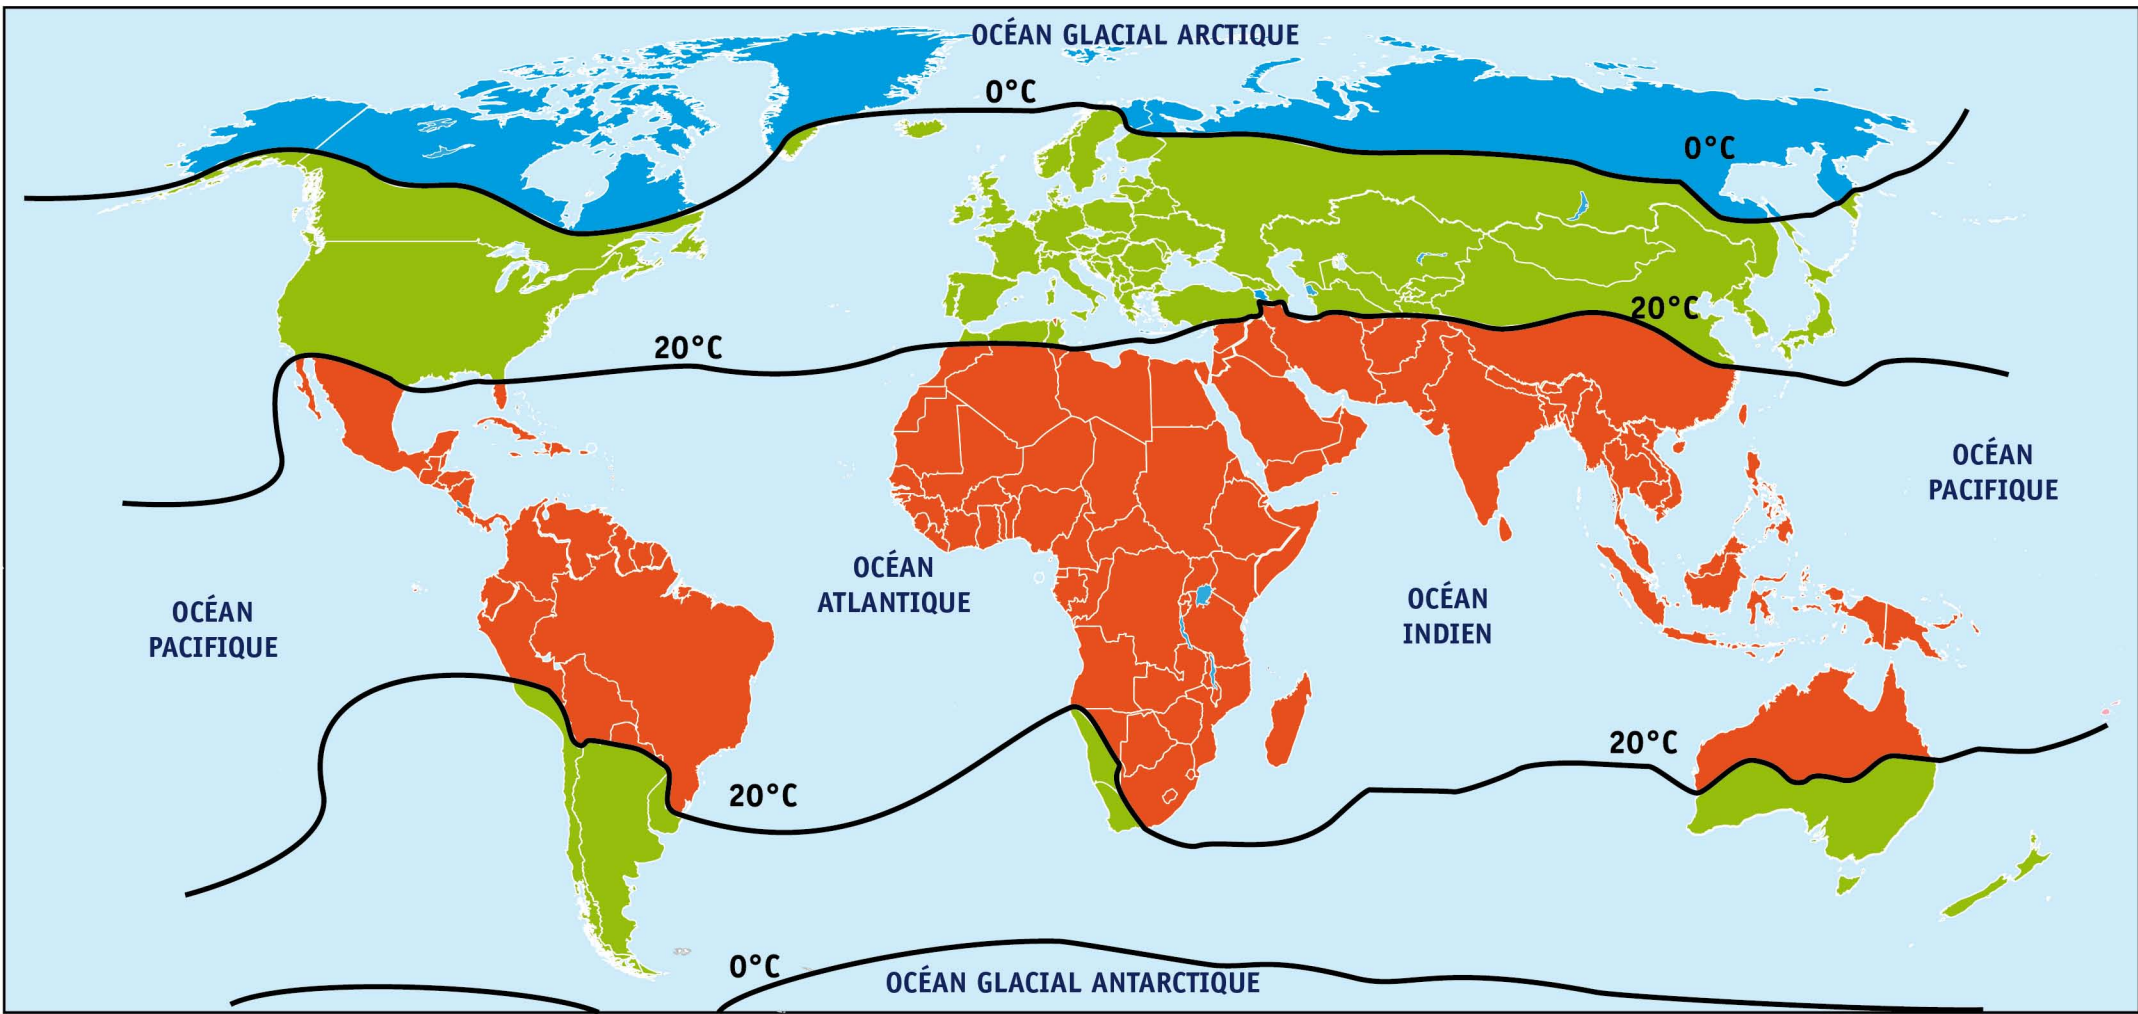 OCÉAN GLACIAL ARCTIQUE
0°C
0°C
20°C
20°C
OCÉAN
PACIFIQUE
OCÉAN
ATLANTIQUE
OCÉAN
INDIEN
OCÉAN
PACIFIQUE
20°C
20°C
0°C
OCÉAN GLACIAL ANTARCTIQUE